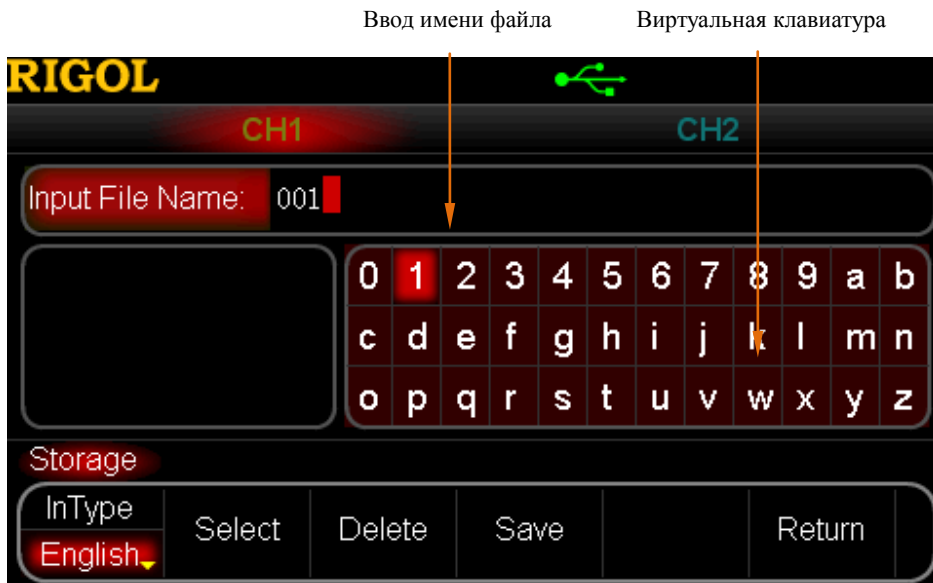 Ввод имени файла Виртуальная клавиатура
RIGOL
CH1 CH2
Input File Name: 001
0 1 2 3 4 5 6 7 8 9 a b
c d e f g h i j k l m n
o p q r s t u v w x y z
Storage
InType
Select Delete Save Return
English